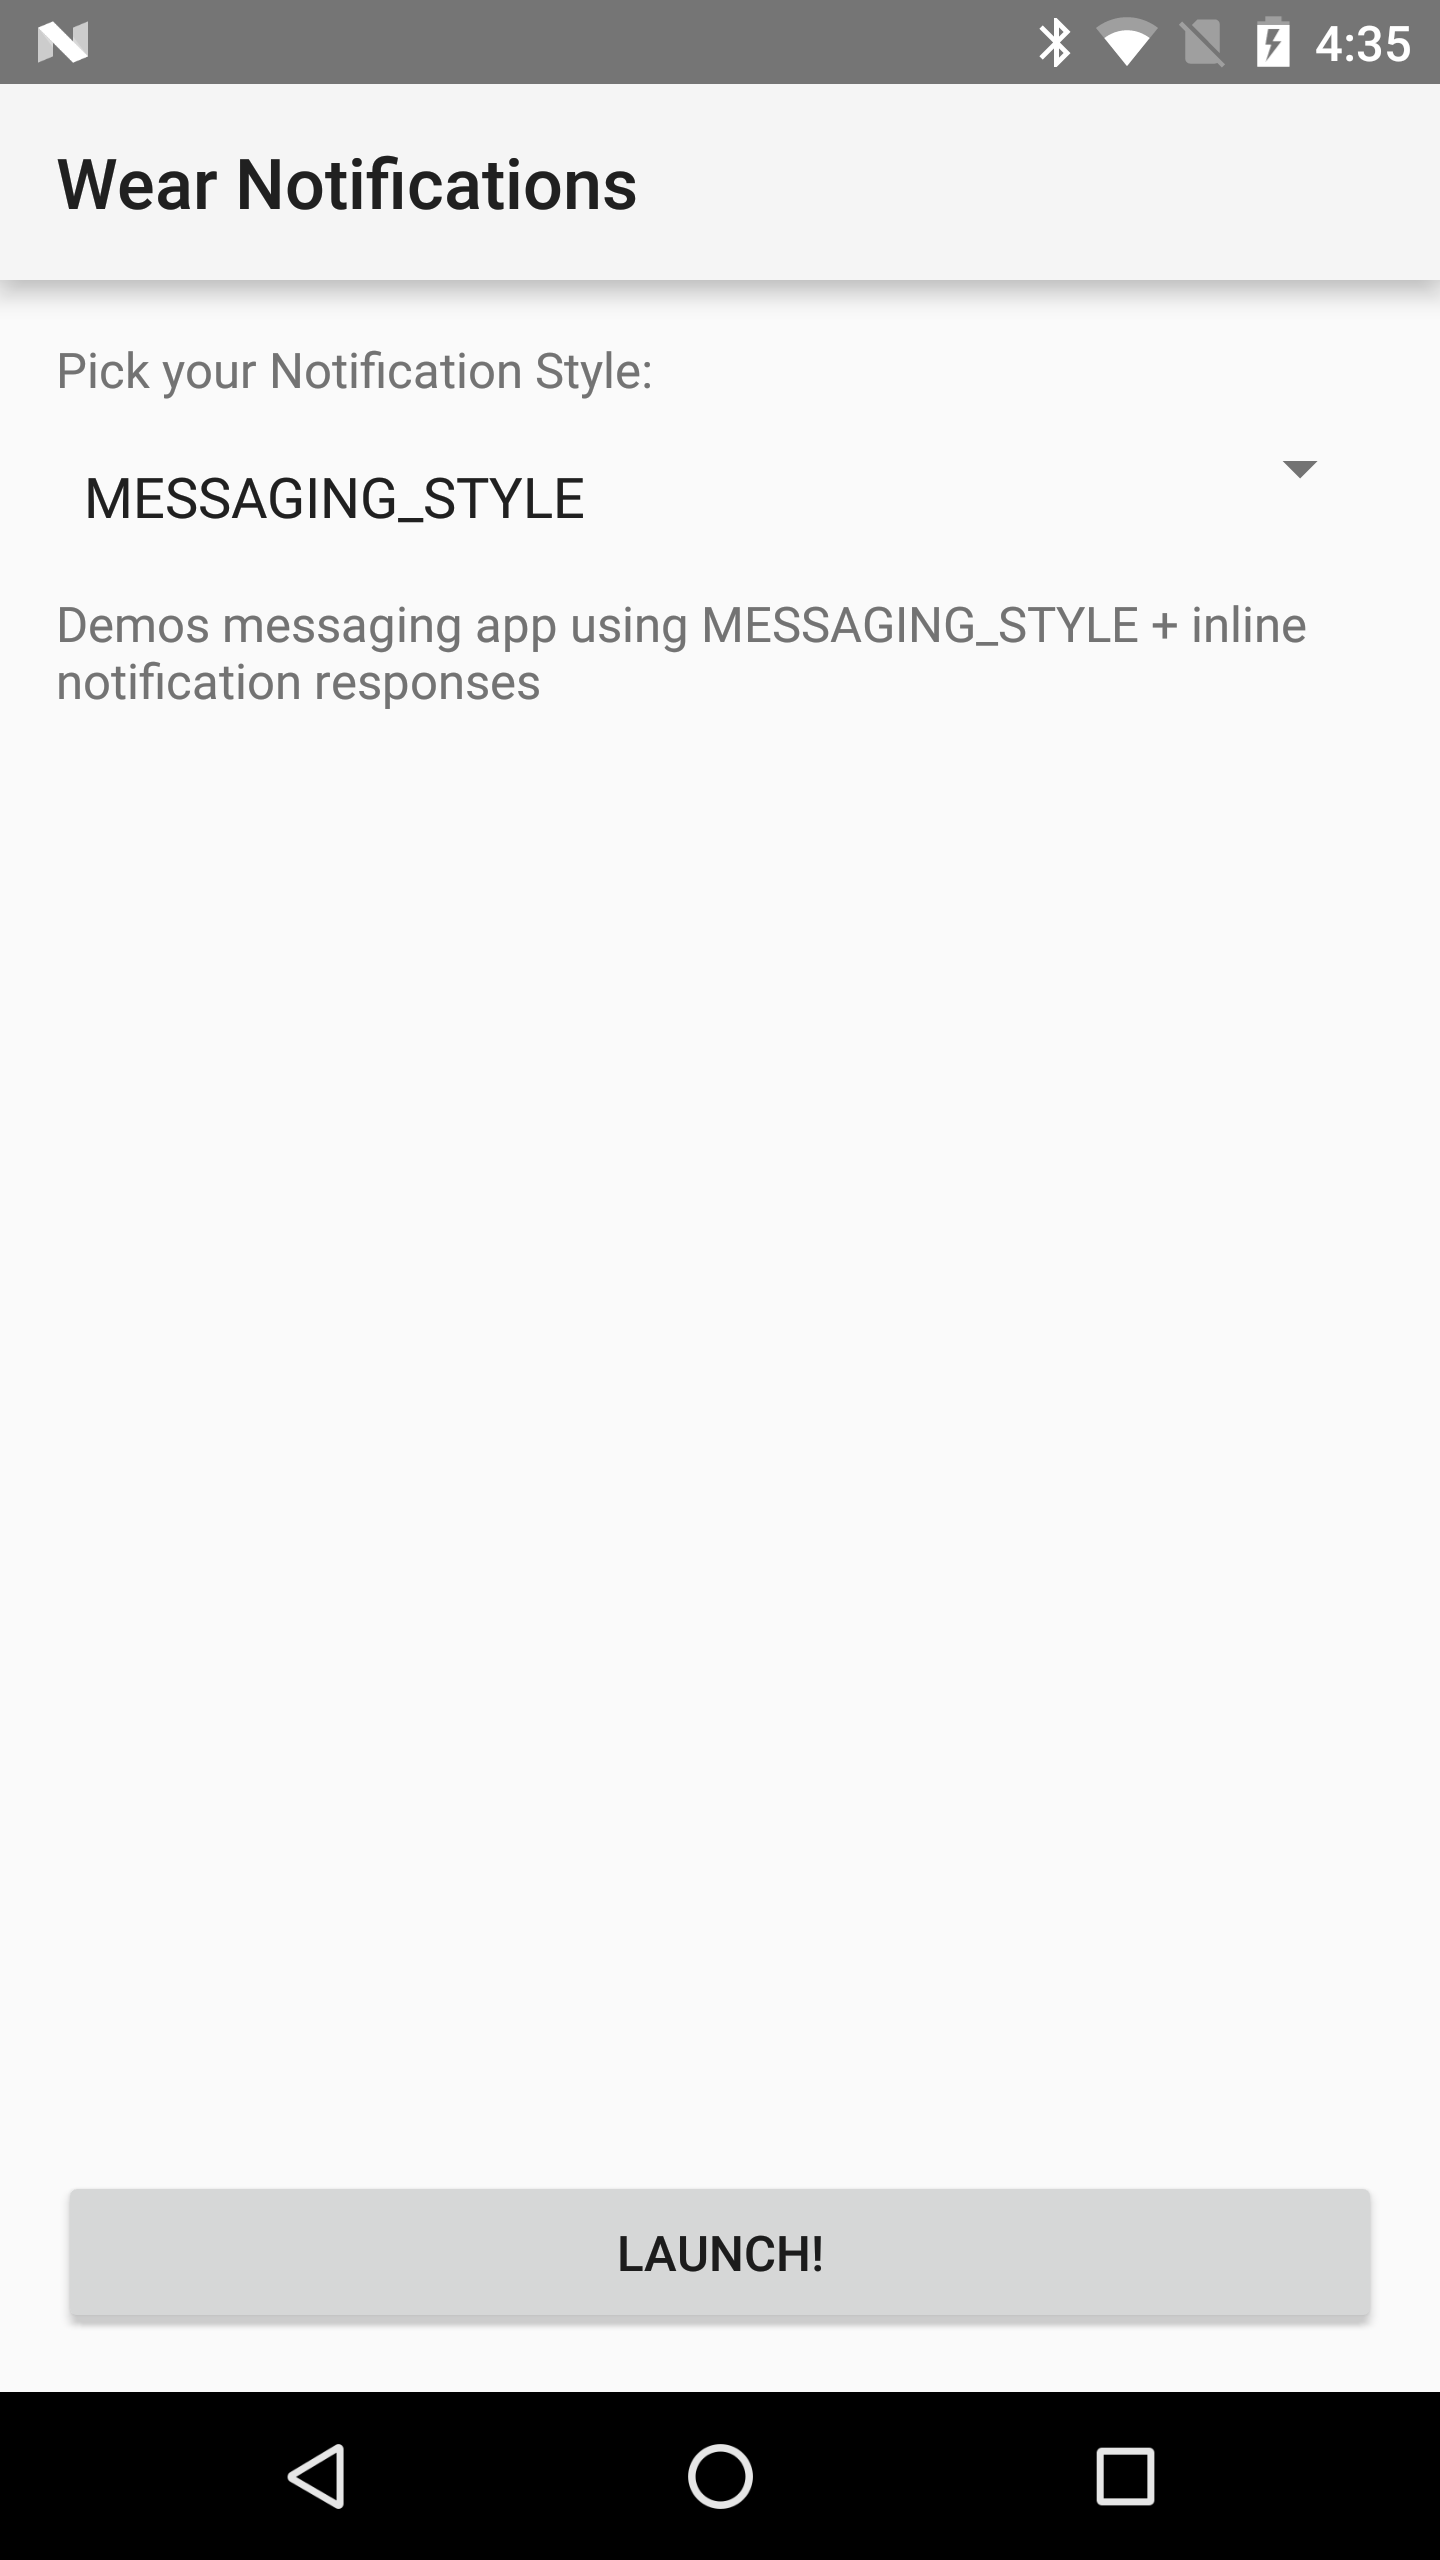 4:35
Wear Notifications
Pick your Notification Style:
MESSAGING_STYLE
Demos messaging app using MESSAGING_STYLE + inline
notification responses
LAUNCH!